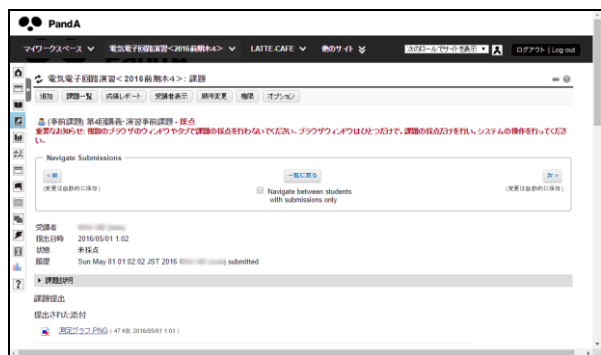 PandA
マイワークスペース
電気電子回路演習<2016前期木4>
LATTE-CAFE
他のサイト
次のロールでサイトを表示:
ログアウト | Log out
電気電子回路演習<2016前期木4>: 課題
追加 課題一覧 成績レポート 受講者表示 順序変更 権限 オプション
(事前課題) 第4回講義-演習事前課題 - 採点
重要なお知らせ: 複数のブラウザのウィンドウやタブで課題の採点を行わないでください。ブラウザウィンドウはひとつだけで、課題の採点だけを行い、システムの操作を行ってください。
Navigate Submissions
<前
一覧に戻る
次>
(変更は自動的に保存)
Navigate between students with submissions only
(変更は自動的に保存)
受講者
提出日時 2016/05/01 1:02
状態 未採点
履歴 Sun May 01 01:02:02 JST 2016 submitted
課題説明
課題提出
提出された添付
測定グラフ.PNG ( 47 KB; 2016/05/01 1:01 )